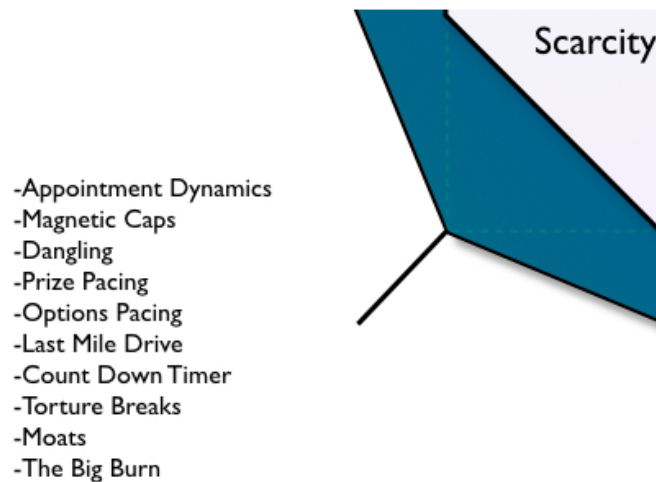 Scarcity
-Appointment Dynamics
-Magnetic Caps
-Dangling
-Prize Pacing
-Options Pacing
-Last Mile Drive
-Count Down Timer
-Torture Breaks
-Moats
-The Big Burn